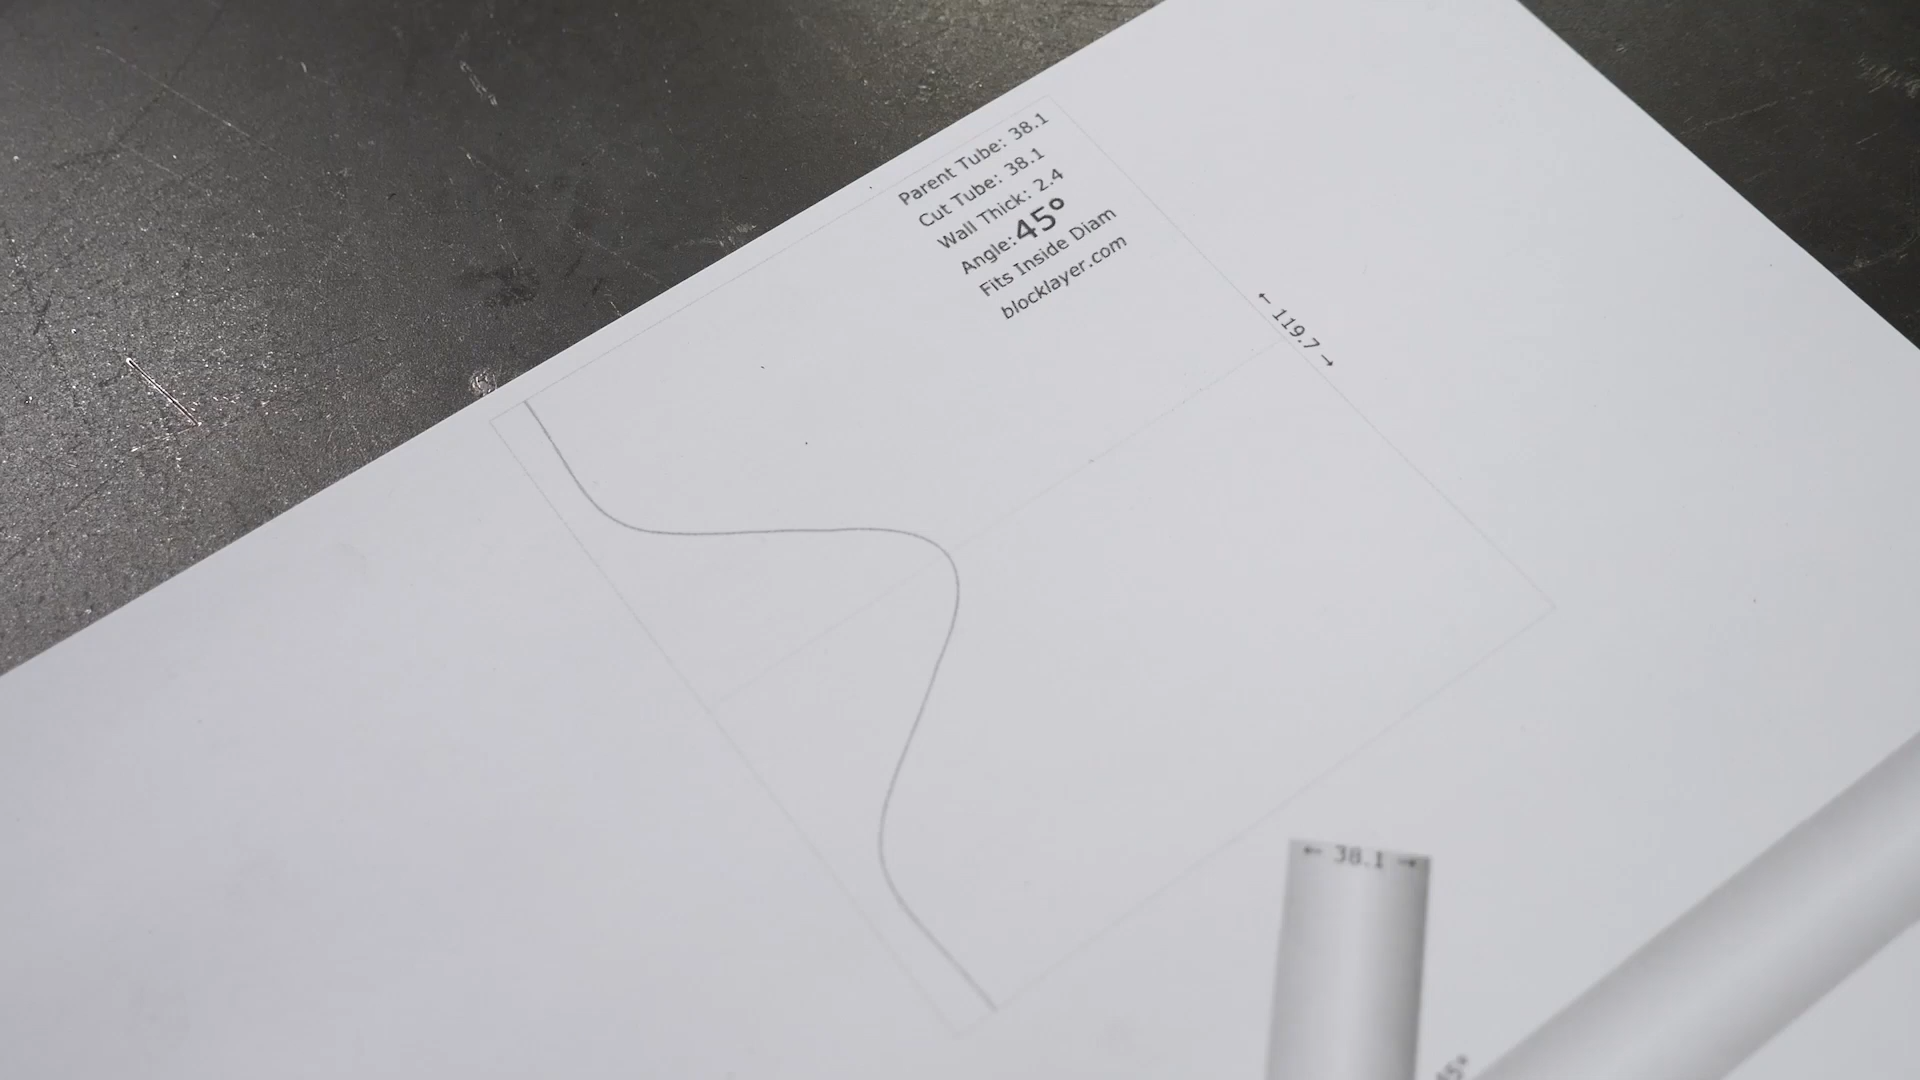 Parent Tube: 38.1
Cut Tube: 38.1
Wall Thick: 2.4
Angle:45°
Fits Inside Diam
blocklayer.com
← 119.7 →
← 38.1 →
45°